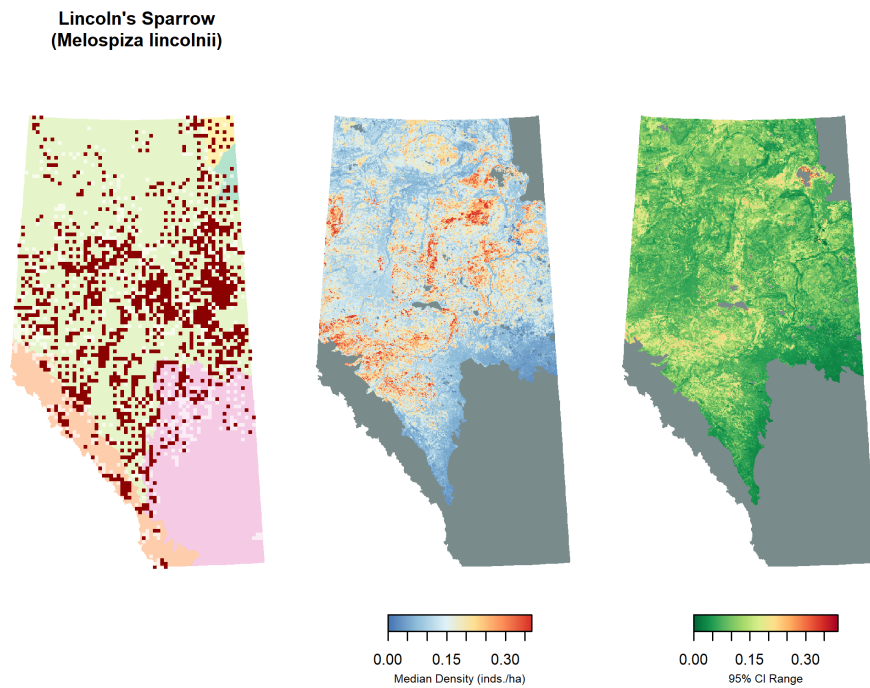 Lincoln's Sparrow
(Melospiza lincolnii)
0.00 0.15 0.30
Median Density (inds./ha)
0.00 0.15 0.30
95% CI Range